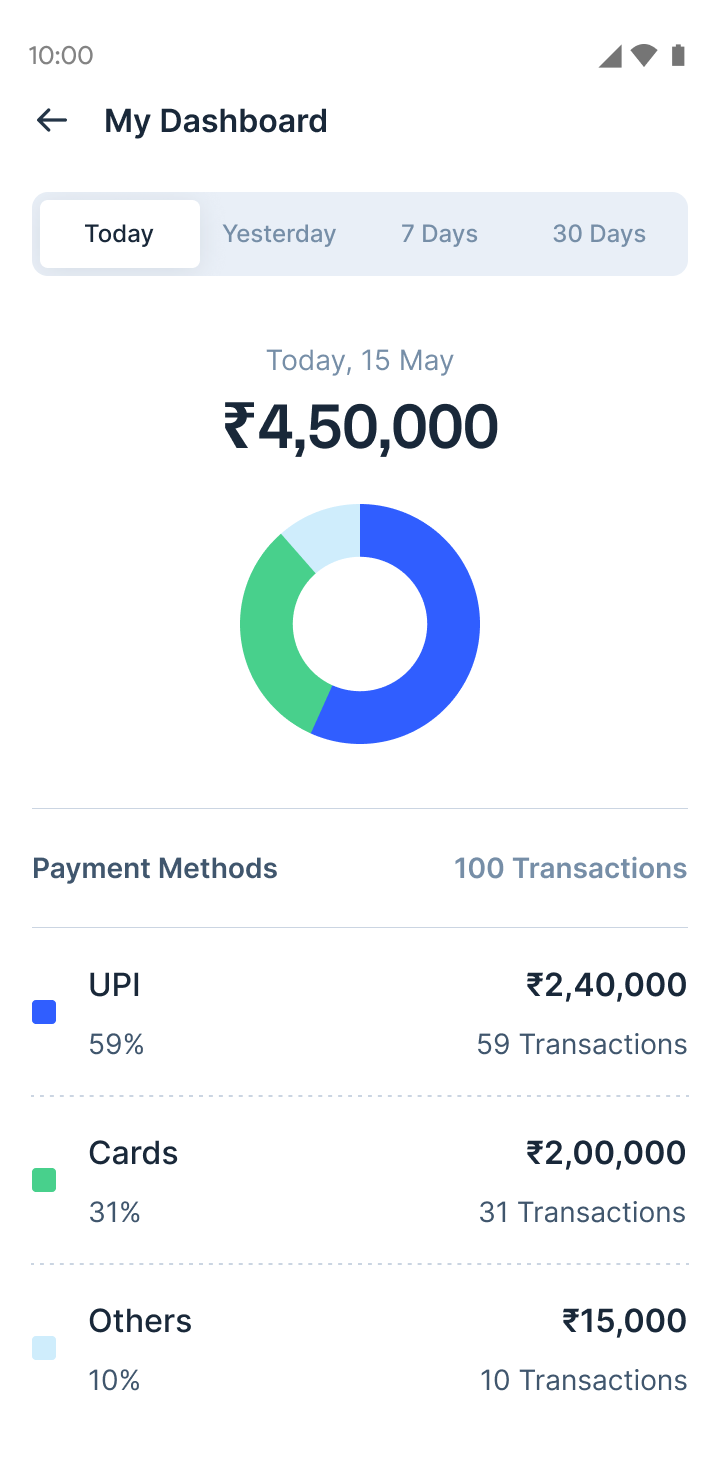 10:00
My Dashboard
Today Yesterday 7 Days 30 Days
Today, 15 May
₹4,50,000
Payment Methods 100 Transactions
UPI ₹2,40,000
59% 59 Transactions
Cards ₹2,00,000
31% 31 Transactions
Others ₹15,000
10% 10 Transactions